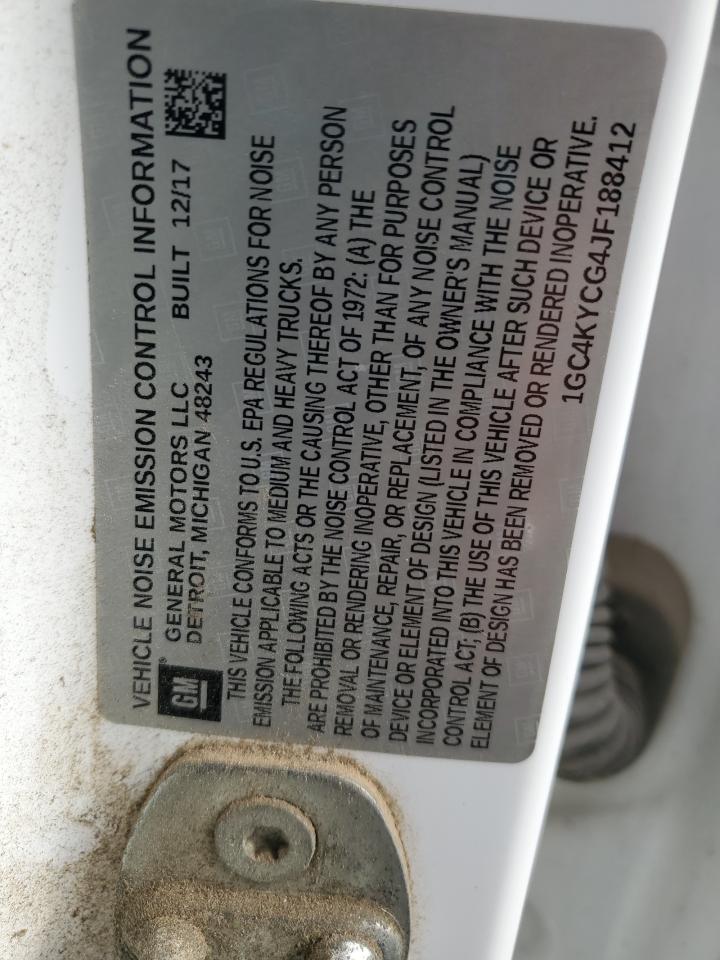 VEHICLE NOISE EMISSION CONTROL INFORMATION
GM
GENERAL MOTORS LLC BUILT 12/17
DETROIT, MICHIGAN 48243
THIS VEHICLE CONFORMS TO U.S. EPA REGULATIONS FOR NOISE
EMISSION APPLICABLE TO MEDIUM AND HEAVY TRUCKS.
THE FOLLOWING ACTS OR THE CAUSING THEREOF BY ANY PERSON
ARE PROHIBITED BY THE NOISE CONTROL ACT OF 1972: (A) THE
REMOVAL OR RENDERING INOPERATIVE, OTHER THAN FOR PURPOSES
OF MAINTENANCE, REPAIR, OR REPLACEMENT, OF ANY NOISE CONTROL
DEVICE OR ELEMENT OF DESIGN (LISTED IN THE OWNER'S MANUAL)
INCORPORATED INTO THIS VEHICLE IN COMPLIANCE WITH THE NOISE
CONTROL ACT; (B) THE USE OF THIS VEHICLE AFTER SUCH DEVICE OR
ELEMENT OF DESIGN HAS BEEN REMOVED OR RENDERED INOPERATIVE.
1GC4KYCG4JF188412